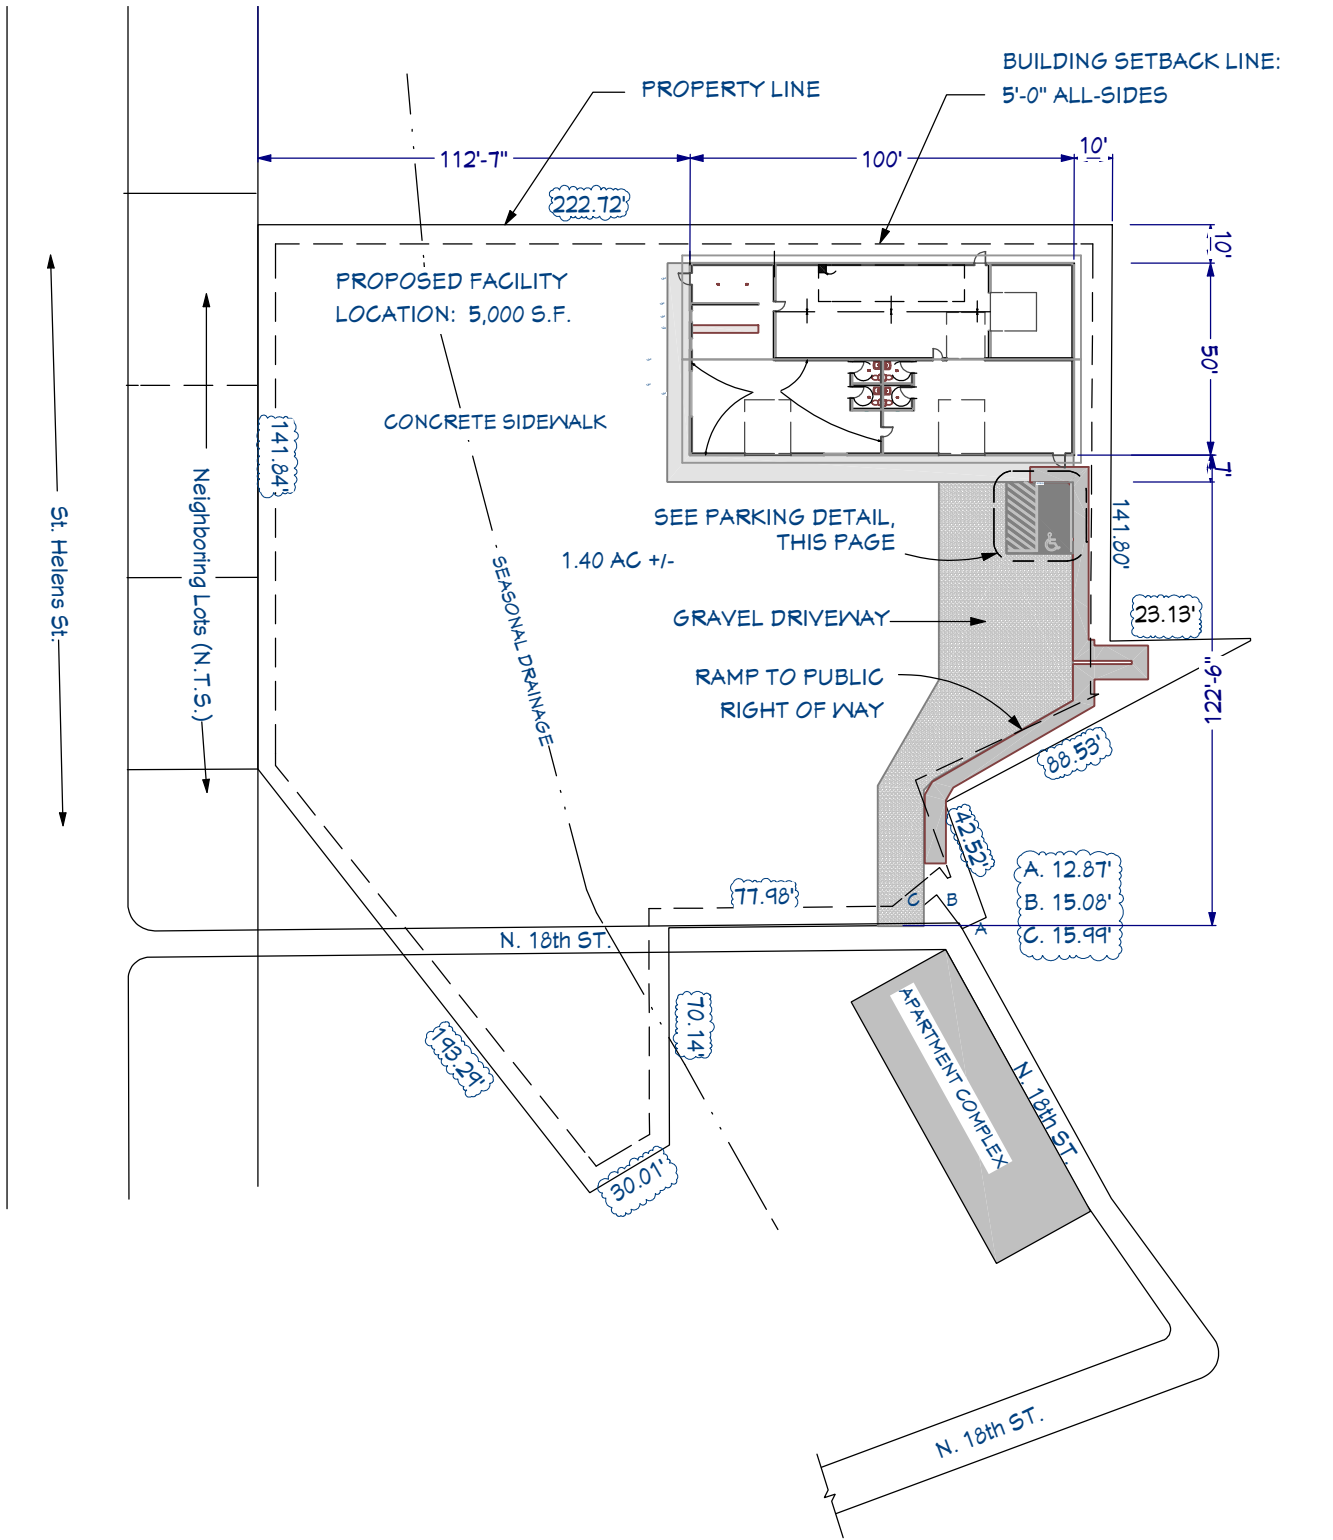 BUILDING SETBACK LINE:
5'-0" ALL-SIDES
PROPERTY LINE
112'-7"
100'
10'
222.72'
10'
PROPOSED FACILITY
LOCATION: 5,000 S.F.
50'
141.84'
CONCRETE SIDEWALK
7'
Neighboring Lots (N.T.S.)
St. Helens St.
SEE PARKING DETAIL,
THIS PAGE
141.80'
1.40 AC +/-
SEASONAL DRAINAGE
GRAVEL DRIVEWAY
23.13'
RAMP TO PUBLIC
RIGHT OF WAY
122'-9"
88.53'
42.52'
A. 12.87'
B. 15.08'
C. 15.99'
77.98'
C
B
A
N. 18th ST.
70.14'
193.29'
30.01'
APARTMENT COMPLEX
N. 18th ST.
N. 18th ST.